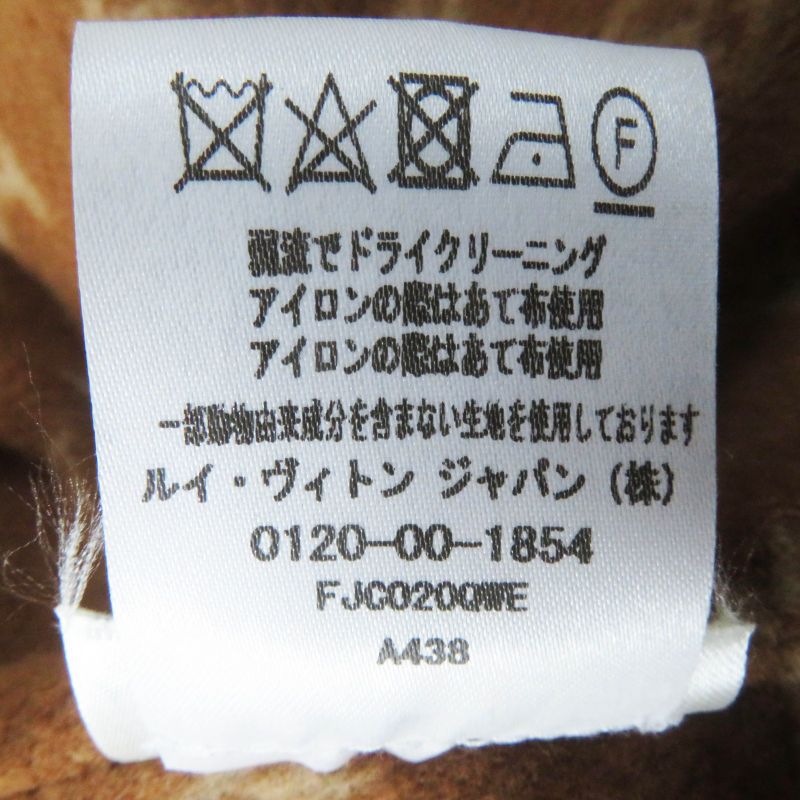 F
弱流でドライクリーニング
アイロンの際はあて布使用
アイロンの際はあて布使用
一部動物由来成分を含まない生地を使用しております
ルイ・ヴィトン ジャパン（株）
0120-00-1854
FJC020QWE
A438